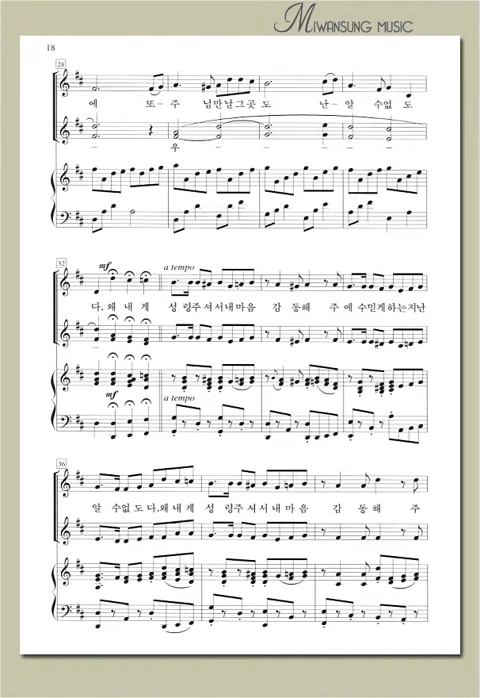 MIWANSUNG MUSIC
18
28
에 또- 주 님만날그곳 도 난- 알 수없 도
우
32
mf
a tempo
다. 왜 내 게 성 령주셔서내마음 감 동해 주 에 수밑게하는지난
mf
a tempo
36
알 수없 도 다.왜내게 성 령주셔서내마음 감 동해 주